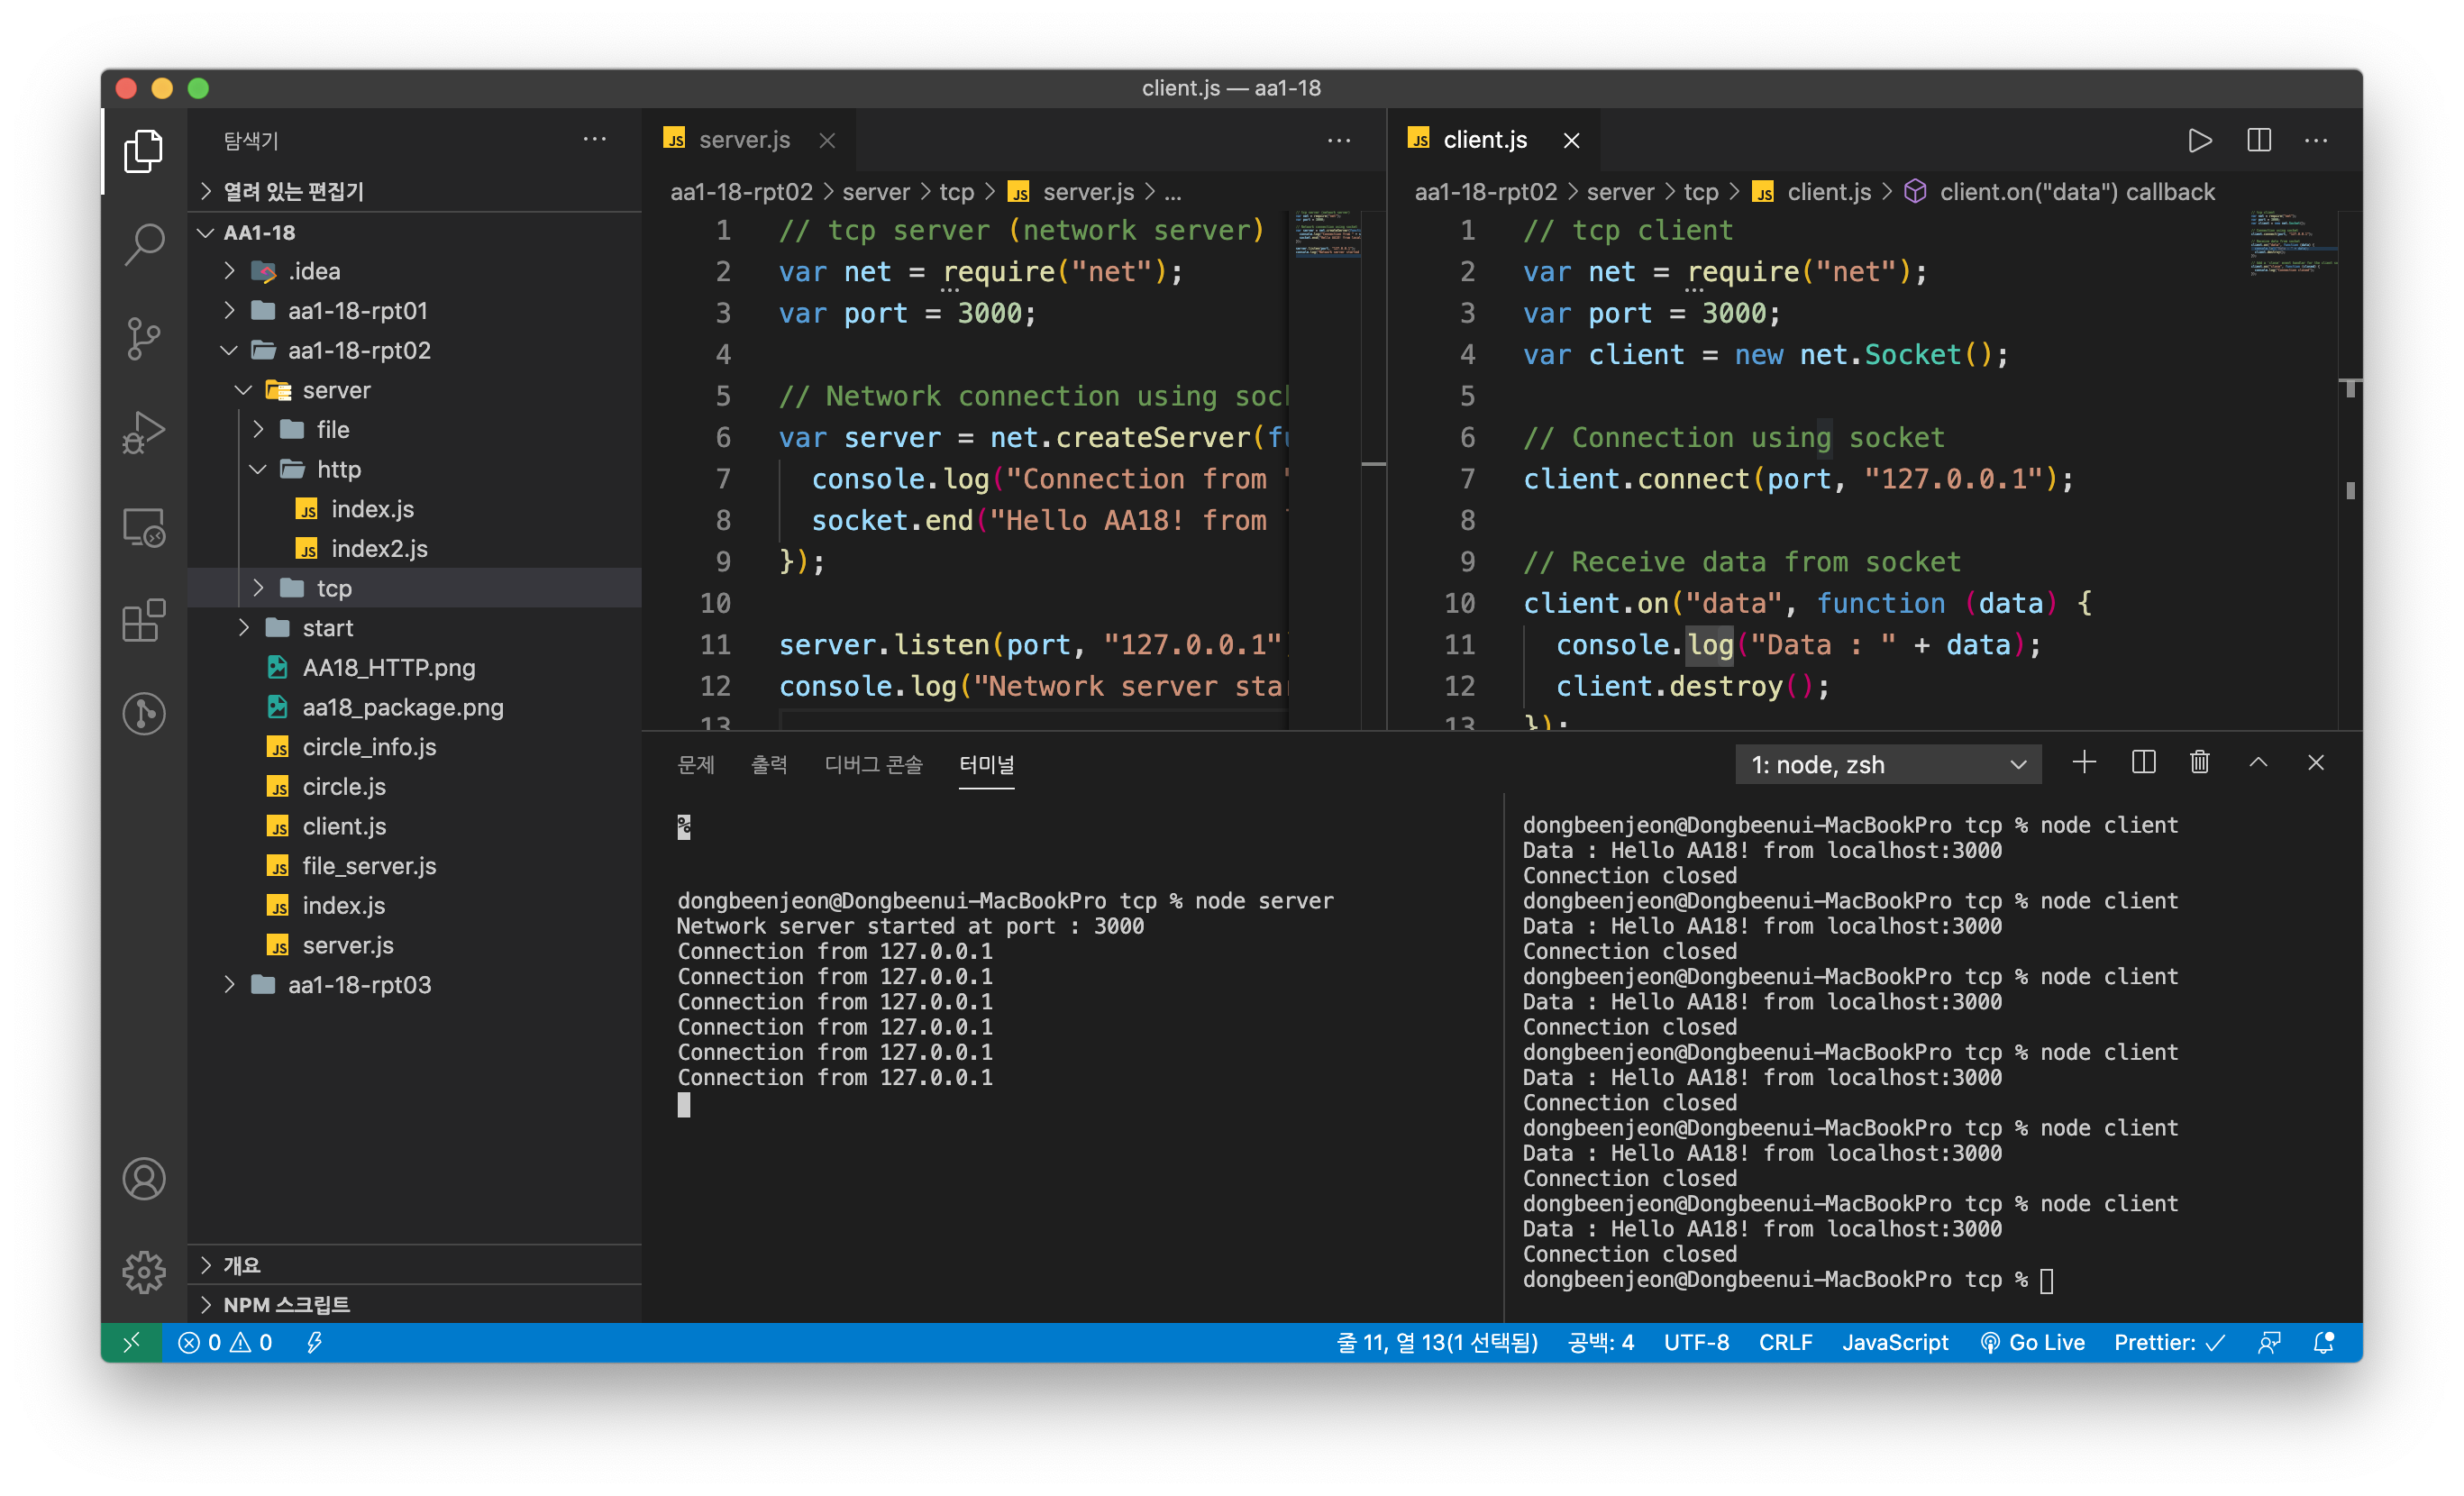 client.js — aa1-18
탐색기
열려 있는 편집기
AA1-18
.idea
aa1-18-rpt01
aa1-18-rpt02
server
file
http
index.js
index2.js
tcp
start
AA18_HTTP.png
aa18_package.png
circle_info.js
circle.js
client.js
file_server.js
index.js
server.js
aa1-18-rpt03
개요
NPM 스크립트
server.js
aa1-18-rpt02 > server > tcp > JS server.js > ...
1 // tcp server (network server)
2 var net = require("net");
3 var port = 3000;
4
5 // Network connection using
6 var server = net.createServer(
7 console.log("Connection from "
8 socket.end("Hello AA18! from
9 });
10
11 server.listen(port, "127.0.0.1"
12 console.log("Network server
13
client.js
aa1-18-rpt02 > server > tcp > JS client.js > client.on("data") callback
1 // tcp client
2 var net = require("net");
3 var port = 3000;
4 var client = new net.Socket();
5
6 // Connection using socket
7 client.connect(port, "127.0.0.1");
8
9 // Receive data from socket
10 client.on("data", function (data) {
11 console.log("Data : " + data);
12 client.destroy();
13 });
문제 출력 디버그 콘솔 터미널
1: node, zsh
%
dongbeenjeon@Dongbeenui-MacBookPro tcp % node server
Network server started at port : 3000
Connection from 127.0.0.1
Connection from 127.0.0.1
Connection from 127.0.0.1
Connection from 127.0.0.1
Connection from 127.0.0.1
Connection from 127.0.0.1
dongbeenjeon@Dongbeenui-MacBookPro tcp % node client
Data : Hello AA18! from localhost:3000
Connection closed
dongbeenjeon@Dongbeenui-MacBookPro tcp % node client
Data : Hello AA18! from localhost:3000
Connection closed
dongbeenjeon@Dongbeenui-MacBookPro tcp % node client
Data : Hello AA18! from localhost:3000
Connection closed
dongbeenjeon@Dongbeenui-MacBookPro tcp % node client
Data : Hello AA18! from localhost:3000
Connection closed
dongbeenjeon@Dongbeenui-MacBookPro tcp % node client
Data : Hello AA18! from localhost:3000
Connection closed
dongbeenjeon@Dongbeenui-MacBookPro tcp % node client
Data : Hello AA18! from localhost:3000
Connection closed
dongbeenjeon@Dongbeenui-MacBookPro tcp %
0 0 줄 11, 열 13(1 선택됨) 공백: 4 UTF-8 CRLF JavaScript Go Live Prettier: ✓